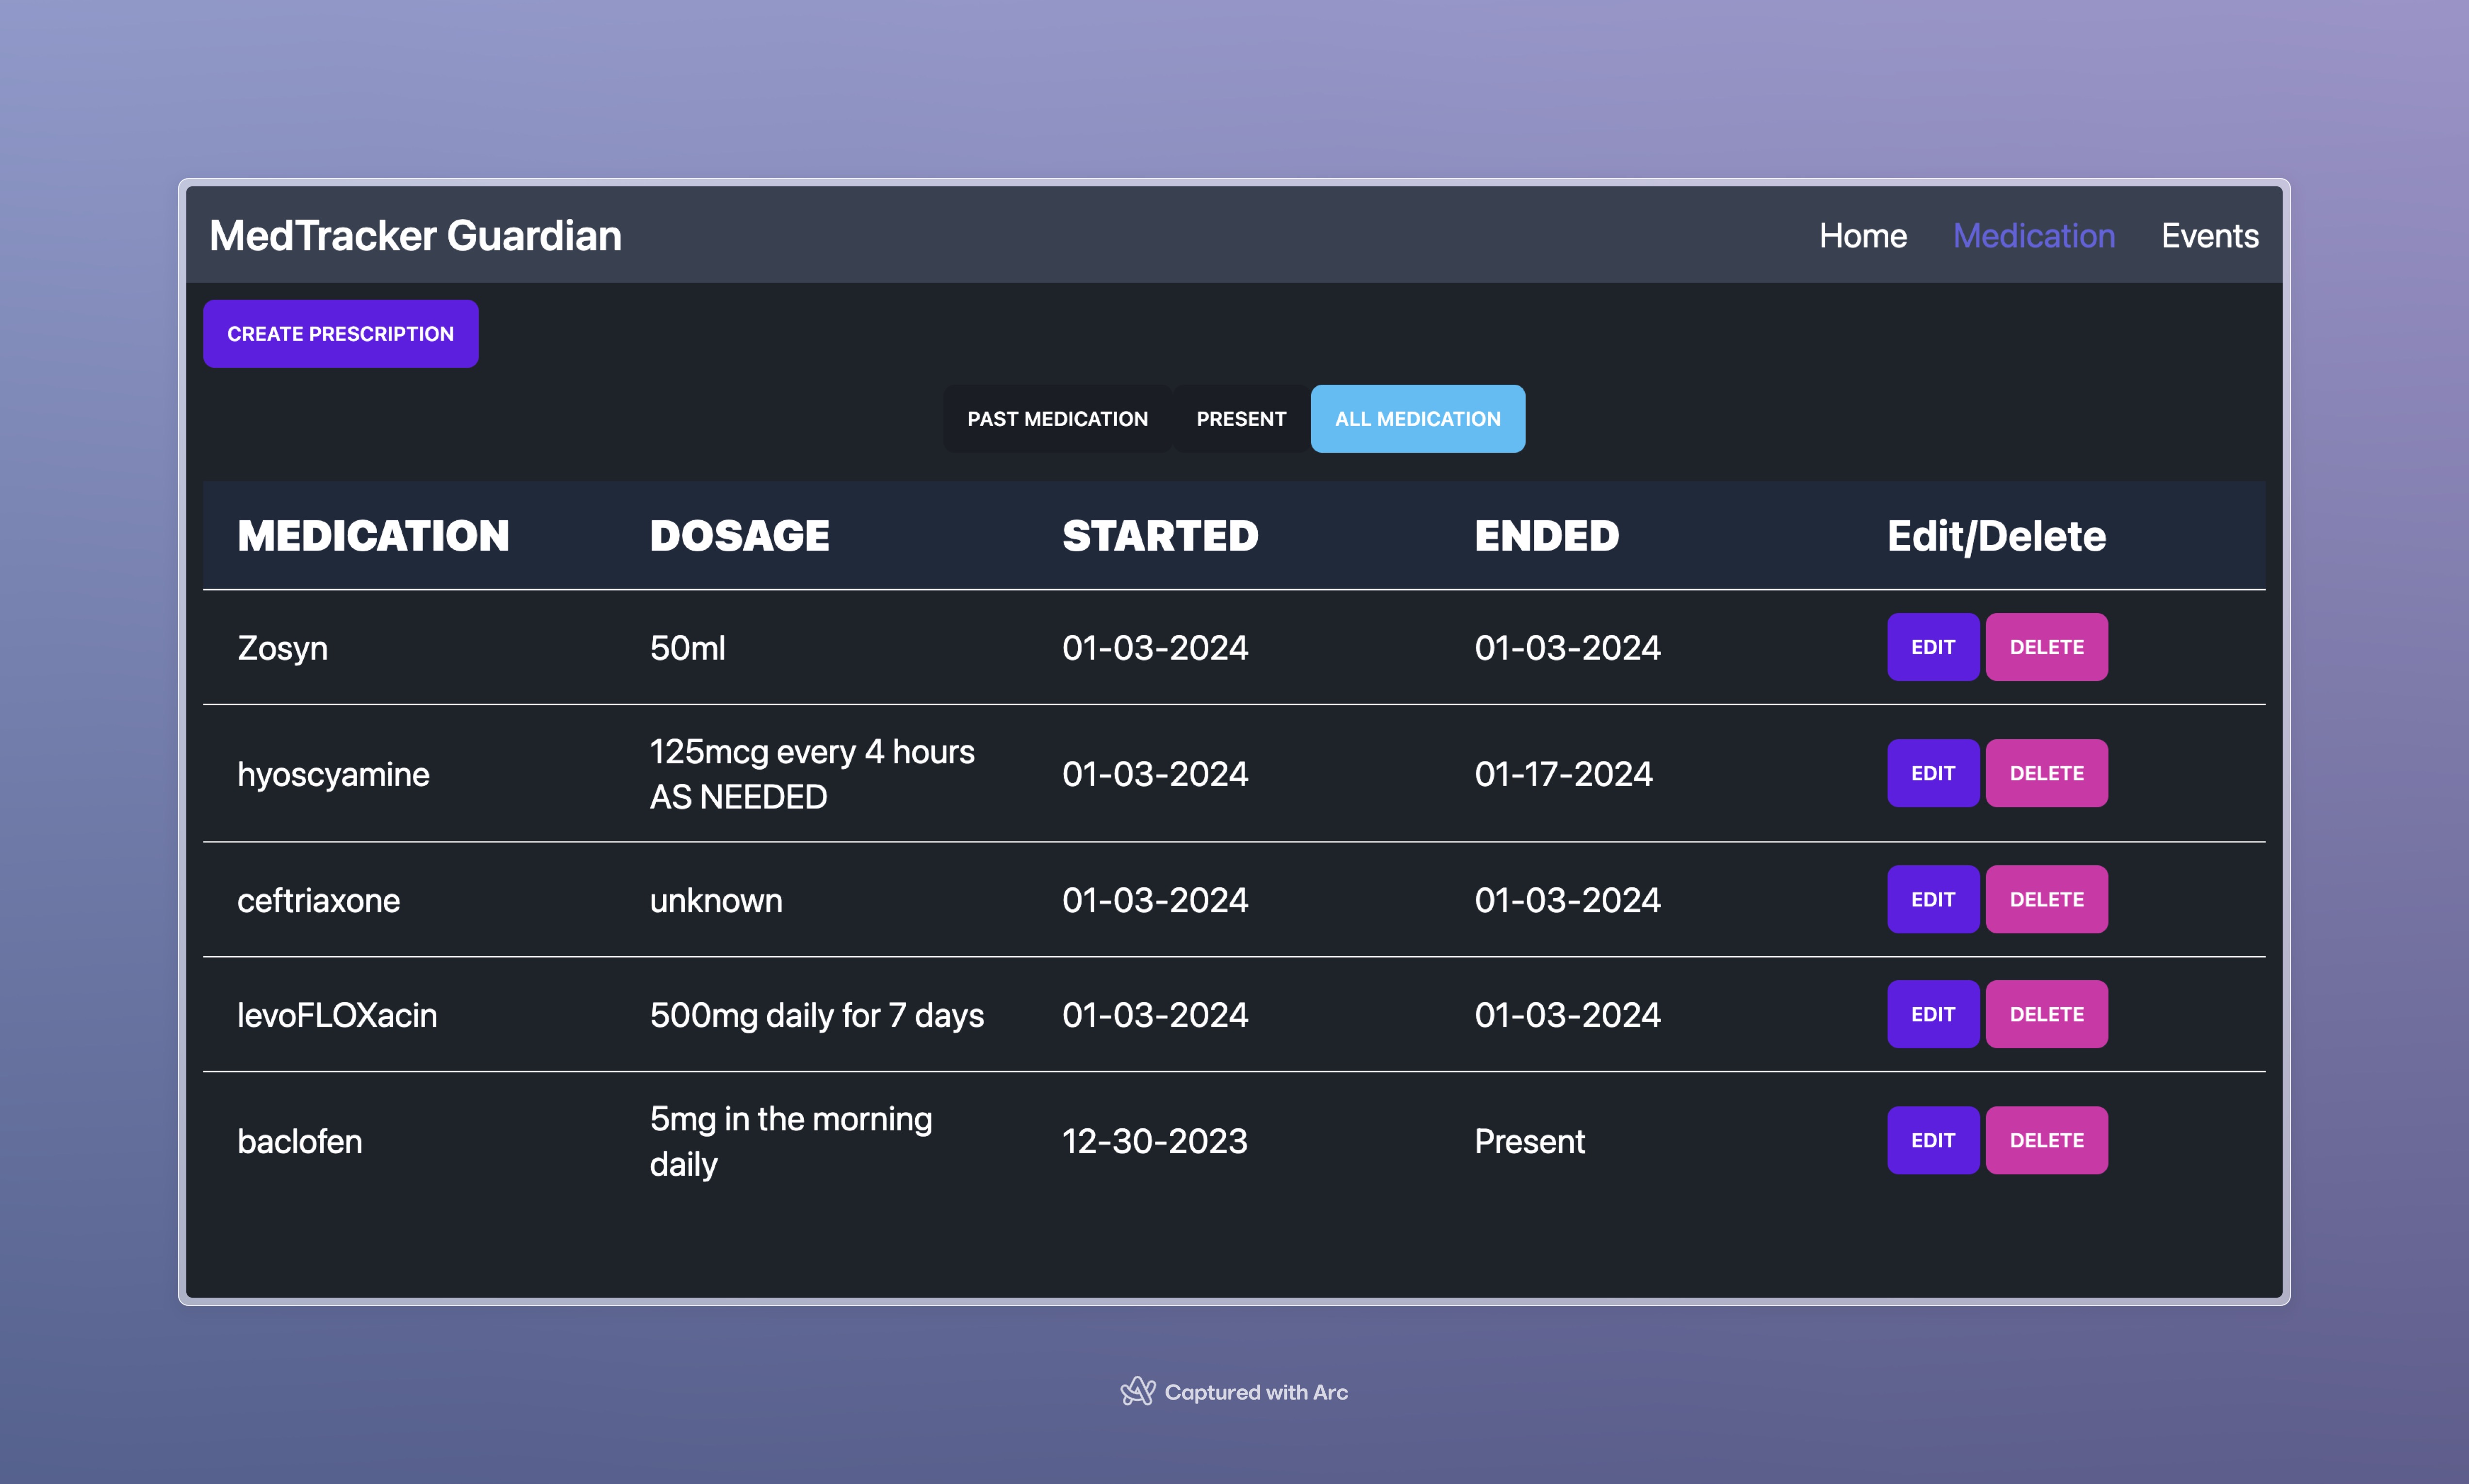 MedTracker Guardian Home Medication Events
CREATE PRESCRIPTION
PAST MEDICATION PRESENT ALL MEDICATION
MEDICATION DOSAGE STARTED ENDED Edit/Delete
Zosyn 50ml 01-03-2024 01-03-2024 EDIT DELETE
hyoscyamine 125mcg every 4 hours
AS NEEDED 01-03-2024 01-17-2024 EDIT DELETE
ceftriaxone unknown 01-03-2024 01-03-2024 EDIT DELETE
levoFLOXacin 500mg daily for 7 days 01-03-2024 01-03-2024 EDIT DELETE
baclofen 5mg in the morning
daily 12-30-2023 Present EDIT DELETE
Captured with Arc